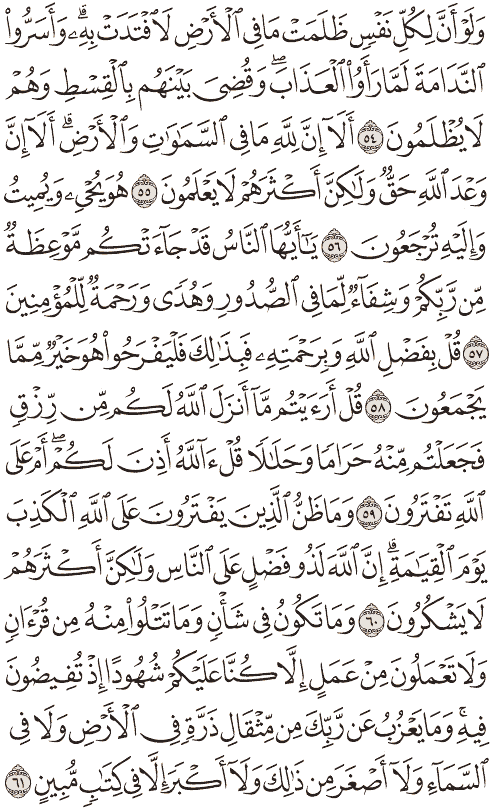 وَلَوْ أَنَّ لِكُلِّ نَفْسٍ ظَلَمَتْ مَا فِي الْأَرْضِ لَافْتَدَتْ بِهِ ۗ وَأَسَرُّوا
النَّدَامَةَ لَمَّا رَأَوُا الْعَذَابَ ۖ وَقُضِيَ بَيْنَهُم بِالْقِسْطِ وَهُمْ
لَا يُظْلَمُونَ ٥٤ أَلَا إِنَّ لِلَّهِ مَا فِي السَّمَاوَاتِ وَالْأَرْضِ ۗ أَلَا إِنَّ
وَعْدَ اللَّهِ حَقٌّ وَلَٰكِنَّ أَكْثَرَهُمْ لَا يَعْلَمُونَ ٥٥ هُوَ يُحْيِي وَيُمِيتُ
وَإِلَيْهِ تُرْجَعُونَ ٥٦ يَا أَيُّهَا النَّاسُ قَدْ جَاءَتْكُم مَّوْعِظَةٌ
مِّن رَّبِّكُمْ وَشِفَاءٌ لِّمَا فِي الصُّدُورِ وَهُدًى وَرَحْمَةٌ لِّلْمُؤْمِنِينَ
٥٧ قُلْ بِفَضْلِ اللَّهِ وَبِرَحْمَتِهِ فَبِذَٰلِكَ فَلْيَفْرَحُوا هُوَ خَيْرٌ مِّمَّا
يَجْمَعُونَ ٥٨ قُلْ أَرَأَيْتُم مَّا أَنزَلَ اللَّهُ لَكُم مِّن رِّزْقٍ
فَجَعَلْتُم مِّنْهُ حَرَامًا وَحَلَالًا قُلْ آللَّهُ أَذِنَ لَكُمْ ۖ أَمْ عَلَى
اللَّهِ تَفْتَرُونَ ٥٩ وَمَا ظَنُّ الَّذِينَ يَفْتَرُونَ عَلَى اللَّهِ الْكَذِبَ
يَوْمَ الْقِيَامَةِ ۗ إِنَّ اللَّهَ لَذُو فَضْلٍ عَلَى النَّاسِ وَلَٰكِنَّ أَكْثَرَهُمْ
لَا يَشْكُرُونَ ٦٠ وَمَا تَكُونُ فِي شَأْنٍ وَمَا تَتْلُو مِنْهُ مِن قُرْآنٍ
وَلَا تَعْمَلُونَ مِنْ عَمَلٍ إِلَّا كُنَّا عَلَيْكُمْ شُهُودًا إِذْ تُفِيضُونَ
فِيهِ ۚ وَمَا يَعْزُبُ عَن رَّبِّكَ مِن مِّثْقَالِ ذَرَّةٍ فِي الْأَرْضِ وَلَا فِي
السَّمَاءِ وَلَا أَصْغَرَ مِن ذَٰلِكَ وَلَا أَكْبَرَ إِلَّا فِي كِتَابٍ مُّبِينٍ ٦١